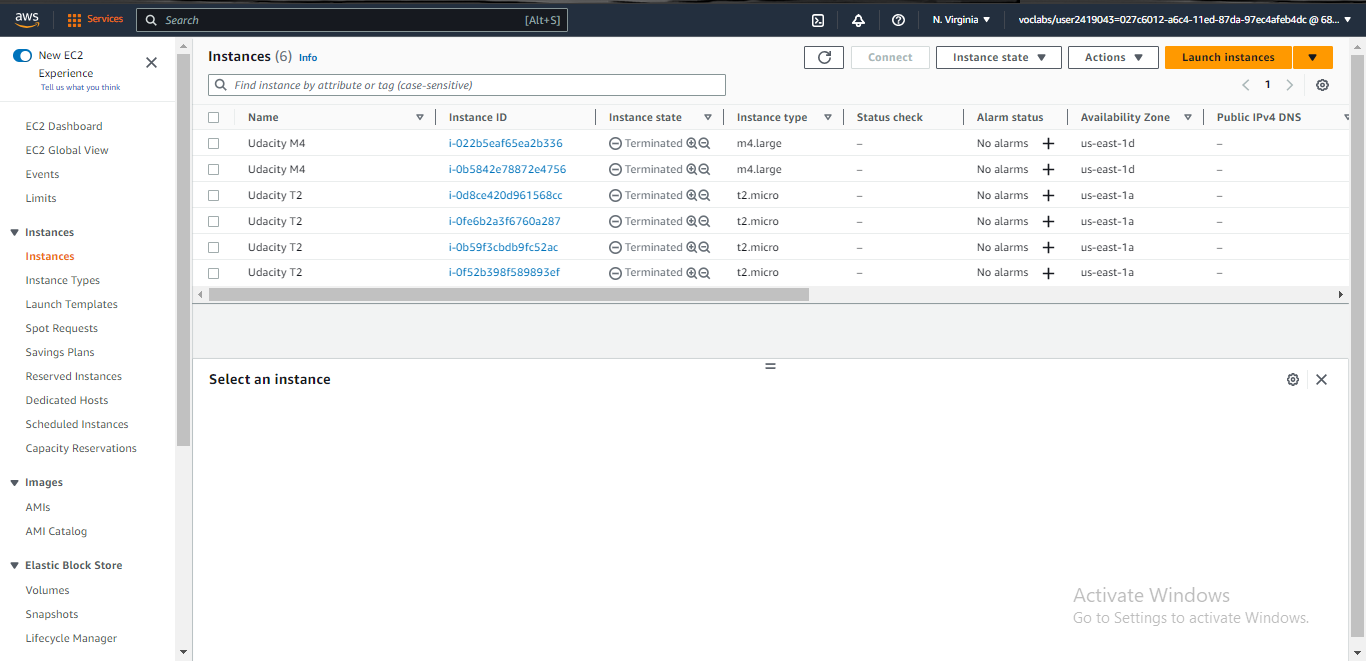 aws
Services
Search
[Alt+S]
N. Virginia
voclabs/user2419043=027c6012-a6c4-11ed-87da-97ec4afeb4dc @ 68...
New EC2
Experience
Tell us what you think
EC2 Dashboard
EC2 Global View
Events
Limits
Instances
Instances
Instance Types
Launch Templates
Spot Requests
Savings Plans
Reserved Instances
Dedicated Hosts
Scheduled Instances
Capacity Reservations
Images
AMIs
AMI Catalog
Elastic Block Store
Volumes
Snapshots
Lifecycle Manager
Instances (6) Info
Connect
Instance state
Actions
Launch instances
Find instance by attribute or tag (case-sensitive)
1
Name Instance ID Instance state Instance type Status check Alarm status Availability Zone Public IPv4 DNS
Udacity M4 i-022b5eaf65ea2b336 Terminated m4.large – No alarms + us-east-1d –
Udacity M4 i-0b5842e78872e4756 Terminated m4.large – No alarms + us-east-1d –
Udacity T2 i-0d8ce420d961568cc Terminated t2.micro – No alarms + us-east-1a –
Udacity T2 i-0fe6b2a3f6760a287 Terminated t2.micro – No alarms + us-east-1a –
Udacity T2 i-0b59f3cbdb9fc52ac Terminated t2.micro – No alarms + us-east-1a –
Udacity T2 i-0f52b398f589893ef Terminated t2.micro – No alarms + us-east-1a –
Select an instance
Activate Windows
Go to Settings to activate Windows.